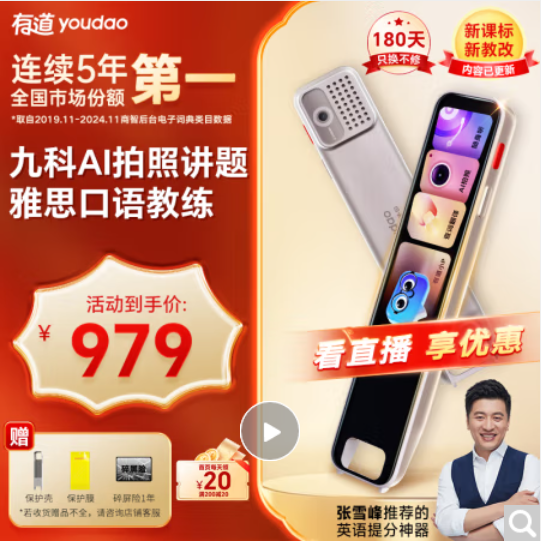 有道 youdao
连续5年
全国市场份额
第一
*取自2019.11-2024.11商智后台电子词典类目数据
180天
只换不修
新课标
新教改
内容已更新
九科AI拍照讲题
雅思口语教练
活动到手价:
¥979
看直播 享优惠
赠
碎屏险
保护壳 保护膜 碎屏险1年
*若收货赠品不全，请咨询店铺客服
首页每天领
¥20
满200减20
张雪峰推荐的
英语提分神器